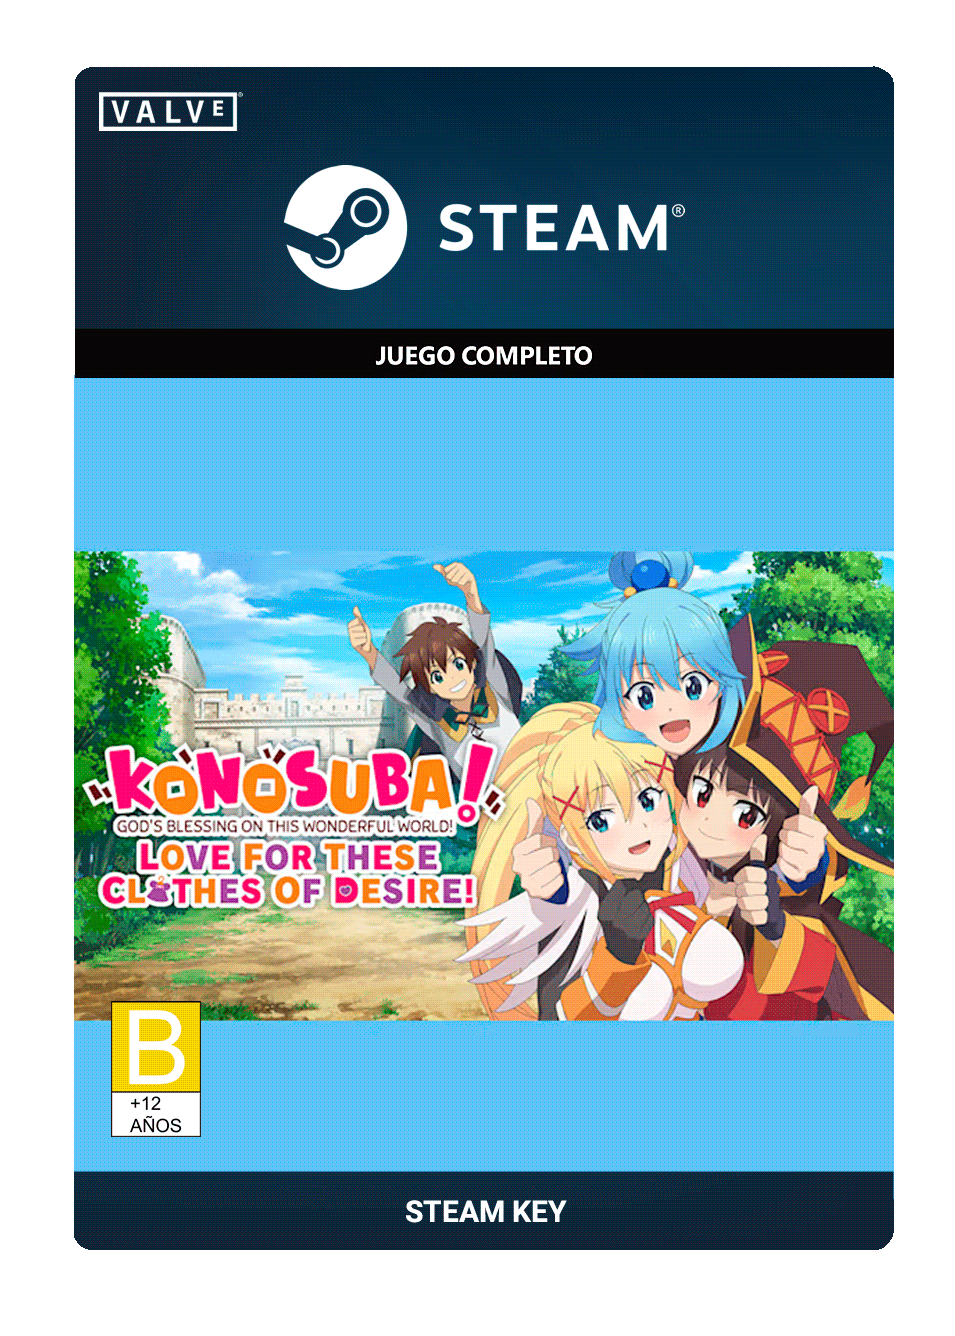 VALVE®
STEAM®
JUEGO COMPLETO
KONOSUBA!
GOD'S BLESSING ON THIS WONDERFUL WORLD!
LOVE FOR THESE
CLOTHES OF DESIRE!
B
+12
AÑOS
STEAM KEY